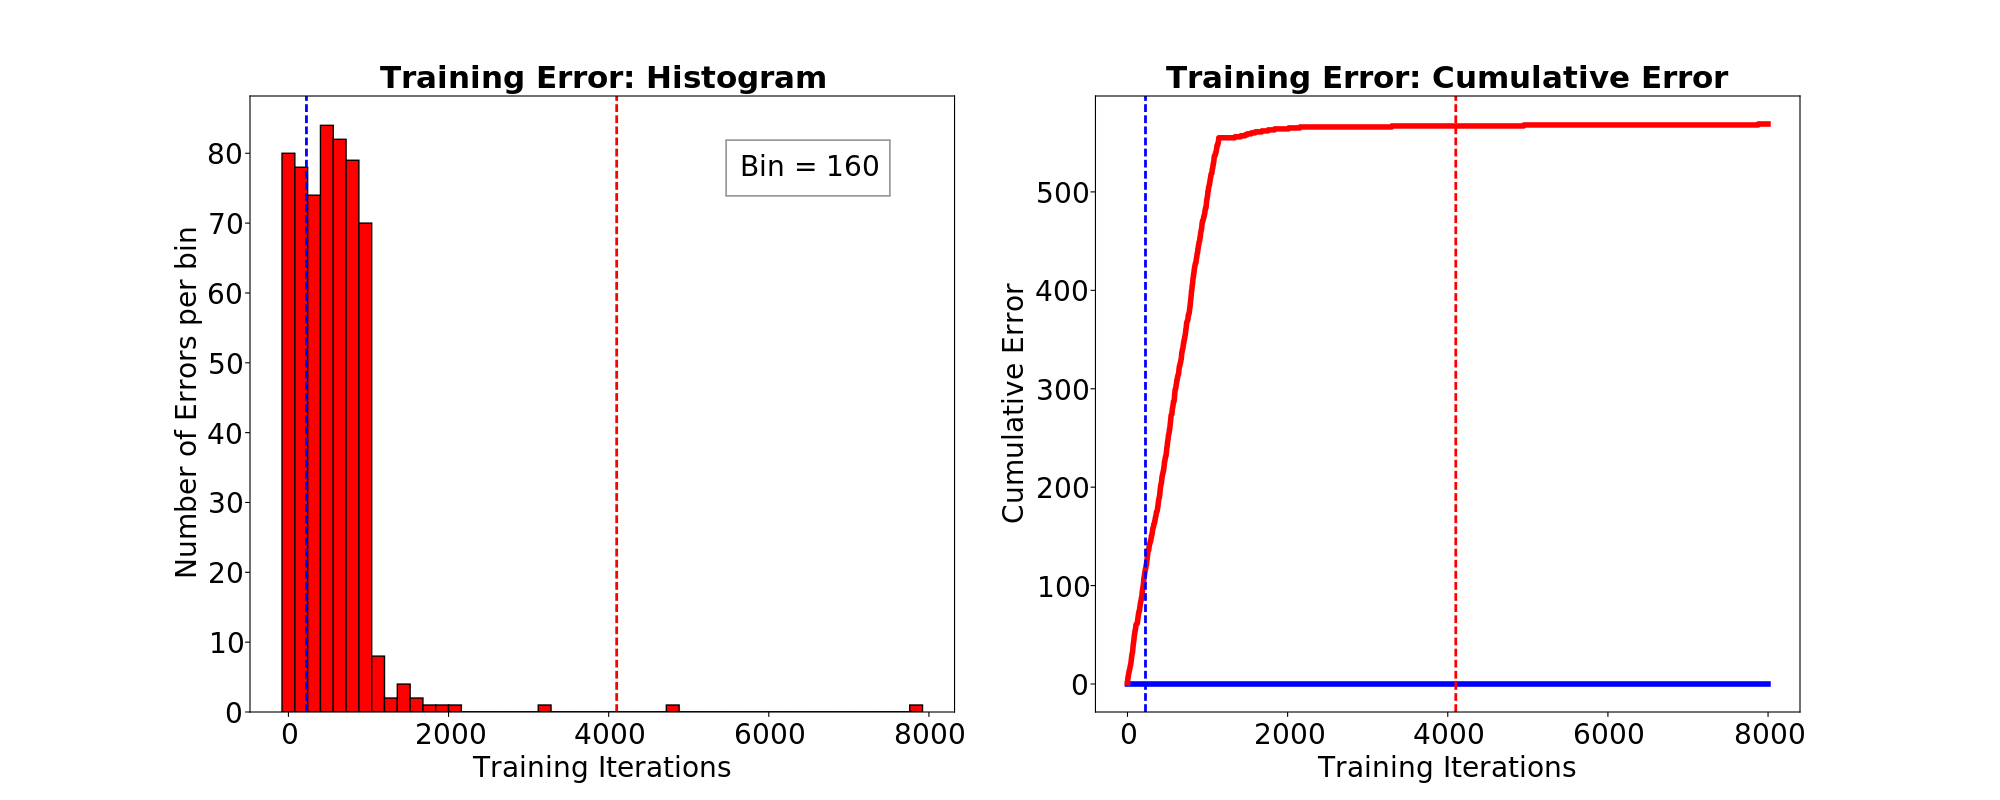 Training Error: Histogram
Bin = 160
Number of Errors per bin
80
70
60
50
40
30
20
10
0
0 2000 4000 6000 8000
Training Iterations
Training Error: Cumulative Error
Cumulative Error
500
400
300
200
100
0
0 2000 4000 6000 8000
Training Iterations